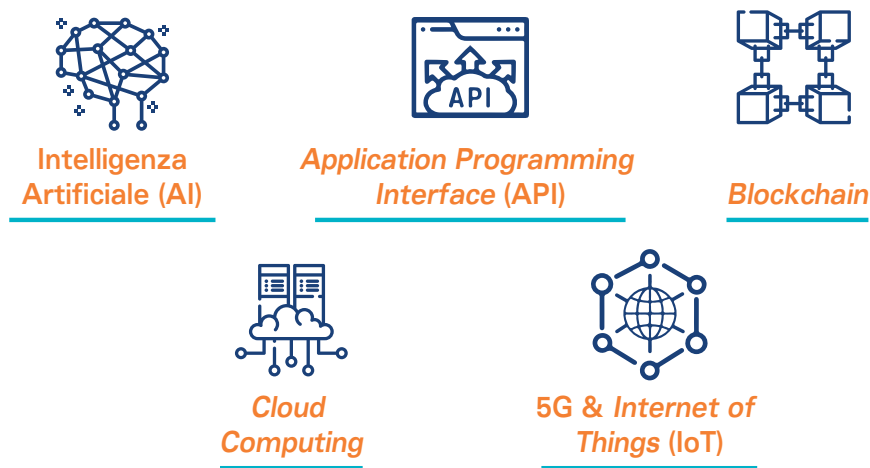 API
Intelligenza
Artificiale (AI)
Application Programming
Interface (API)
Blockchain
Cloud
Computing
5G & Internet of
Things (IoT)